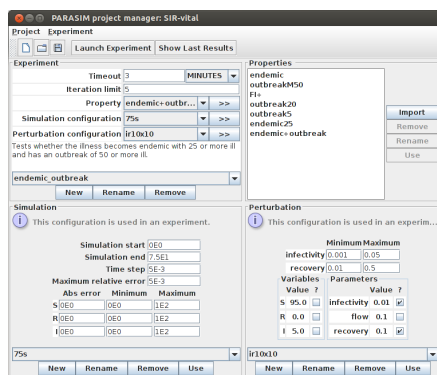 PARASIM project manager: SIR-vital
Project Experiment
Launch Experiment Show Last Results
Experiment
Timeout 3 MINUTES
Iteration limit 5
Property endemic+outbr... >>
Simulation configuration 75s >>
Perturbation configuration ir10x10 >>
Tests whether the illness becomes endemic with 25 or more ill
and has an outbreak of 50 or more ill.
endemic_outbreak
New Rename Remove
Properties
endemic
outbreakM50
FI+
outbreak20
outbreak5
endemic25
endemic+outbreak
Import
Remove
Rename
Use
Simulation
This configuration is used in an experiment.
Simulation start 0E0
Simulation end 7.5E1
Time step 5E-3
Maximum relative error 5E-3
Abs error Minimum Maximum
S 0E0 0E0 1E2
R 0E0 0E0 1E2
I 0E0 0E0 1E2
75s
New Rename Remove Use
Perturbation
This configuration is used in an experim...
Minimum Maximum
infectivity 0.001 0.05
recovery 0.01 0.5
Variables
Value ?
S 95.0
R 0.0
I 5.0
Parameters
Value ?
infectivity 0.01
flow 0.1
recovery 0.1
ir10x10
New Rename Remove Use